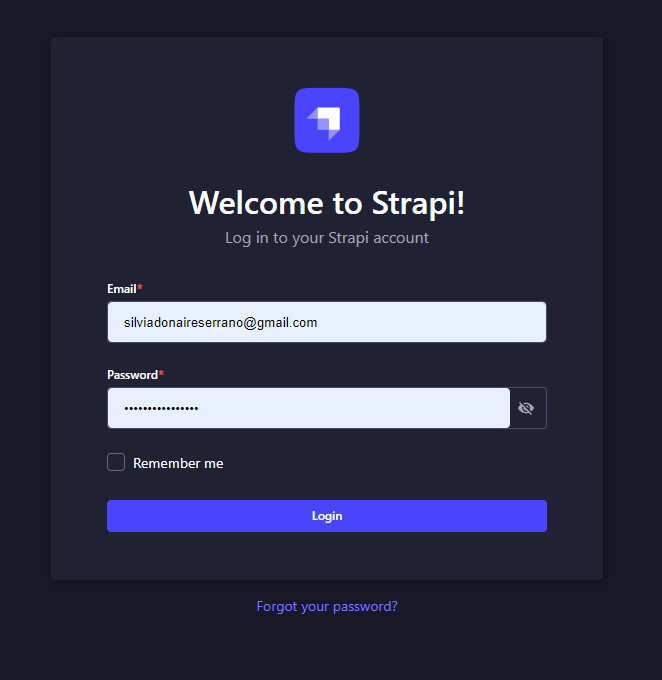 Welcome to Strapi!
Log in to your Strapi account
Email*
silviadonaireserrano@gmail.com
Password*
••••••••••••••••
Remember me
Login
Forgot your password?